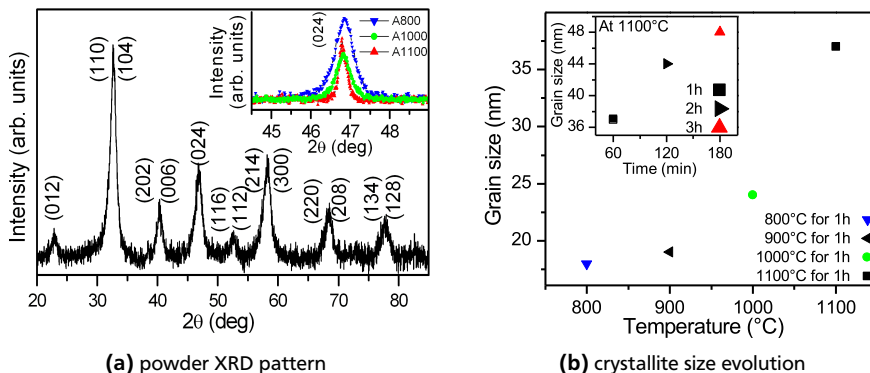 Intensity (arb. units)
2θ (deg)
20 30 40 50 60 70 80
(012)
(110)
(104)
(202)
(006)
(024)
(116)
(112)
(214)
(300)
(220)
(208)
(134)
(128)
Intensity
(arb. units)
(024)
A800
A1000
A1100
45 46 47 48
2θ (deg)
(a) powder XRD pattern
Grain size (nm)
35
30
25
20
800 900 1000 1100
Temperature (°C)
800°C for 1h
900°C for 1h
1000°C for 1h
1100°C for 1h
At 1100°C
Grain size (nm)
48
44
40
36
60 120 180
Time (min)
1h
2h
3h
(b) crystallite size evolution